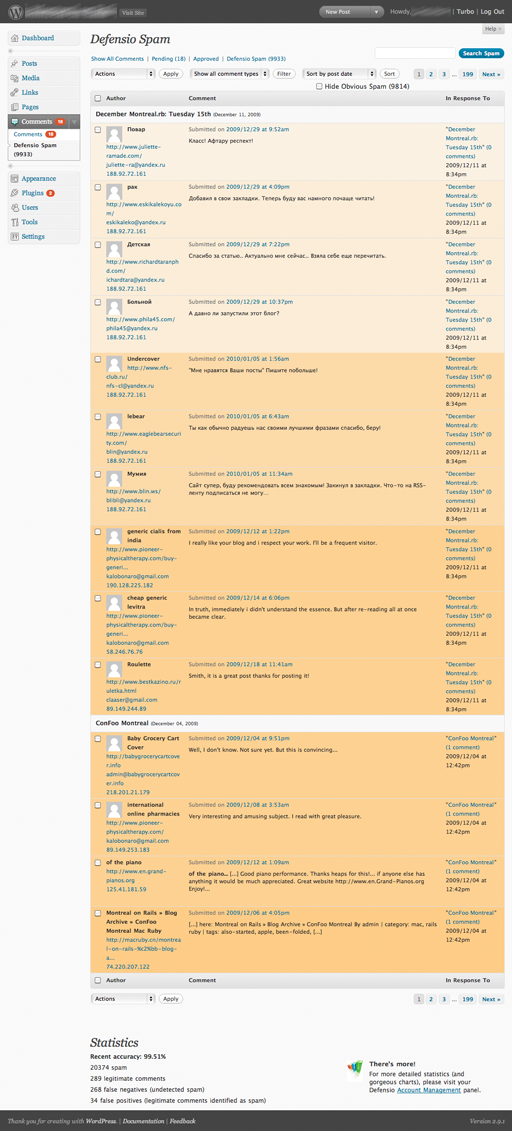 Visit Site
New Post
Howdy, | Turbo | Log Out
Help
Dashboard
Posts
Media
Links
Pages
Comments 18
Comments 18
Defensio Spam
(9933)
Appearance
Plugins 3
Users
Tools
Settings
Defensio Spam
Show All Comments | Pending (18) | Approved | Defensio Spam (9933)
Search Spam
Actions Apply Show all comment types Filter Sort by post date Sort 1 2 3 ... 199 Next »
Hide Obvious Spam (9814)
Author Comment In Response To
December Montreal.rb: Tuesday 15th (December 11, 2009)
Повар
http://www.juliette-
ramade.com/
juliette-ra@yandex.ru
188.92.72.161
Submitted on 2009/12/29 at 9:52am
Класс! Афтару респект!
"December
Montreal.rb:
Tuesday 15th" (0
comments)
2009/12/11 at
8:34pm
рак
http://www.eskikalekoyu.co
m/
eskikaleko@yandex.ru
188.92.72.161
Submitted on 2009/12/29 at 4:09pm
Добавил в свои закладки. Теперь буду вас намного почаще читать!
"December
Montreal.rb:
Tuesday 15th" (0
comments)
2009/12/11 at
8:34pm
Детская
http://www.richardtaranph
d.com/
ichardtara@yandex.ru
188.92.72.161
Submitted on 2009/12/29 at 7:22pm
Спасибо за статью.. Актуально мне сейчас.. Взяла себе еще перечитать.
"December
Montreal.rb:
Tuesday 15th" (0
comments)
2009/12/11 at
8:34pm
Больной
http://www.phila45.com/
phila45@yandex.ru
188.92.72.161
Submitted on 2009/12/29 at 10:37pm
А давно ли запустили этот блог?
"December
Montreal.rb:
Tuesday 15th" (0
comments)
2009/12/11 at
8:34pm
Undercover
http://www.nfs-
club.ru/
nfs-cl@yandex.ru
188.92.72.161
Submitted on 2010/01/05 at 1:56am
"Мне нравятся Ваши посты" Пишите побольше!
"December
Montreal.rb:
Tuesday 15th" (0
comments)
2009/12/11 at
8:34pm
lebear
http://www.eaglebearsecuri
ty.com/
blin@yandex.ru
188.92.72.161
Submitted on 2010/01/05 at 6:43am
Ты как обычно радуешь нас своими лучшими фразами спасибо, беру!
"December
Montreal.rb:
Tuesday 15th" (0
comments)
2009/12/11 at
8:34pm
Мумия
http://www.blin.ws/
blibli@yandex.ru
188.92.72.161
Submitted on 2010/01/05 at 11:34am
Сайт супер, буду рекомендовать всем знакомым! Закинул в закладки. Что-то на RSS-
ленту подписаться не могу...
"December
Montreal.rb:
Tuesday 15th" (0
comments)
2009/12/11 at
8:34pm
generic cialis from
india
http://www.pioneer-
physicaltherapy.com/buy-
generi...
kalobonaro@gmail.com
190.128.225.182
Submitted on 2009/12/12 at 1:22pm
I really like your blog and i respect your work. I'll be a frequent visitor.
"December
Montreal.rb:
Tuesday 15th" (0
comments)
2009/12/11 at
8:34pm
cheap generic
levitra
http://www.pioneer-
physicaltherapy.com/buy-
generi...
kalobonaro@gmail.com
58.246.76.76
Submitted on 2009/12/14 at 6:06pm
In truth, immediately i didn't understand the essence. But after re-reading all at once
became clear.
"December
Montreal.rb:
Tuesday 15th" (0
comments)
2009/12/11 at
8:34pm
Roulette
http://www.bestkazino.ru/r
uletka.html
claaser@gmail.com
89.149.244.89
Submitted on 2009/12/18 at 11:41am
Smith, it is a great post thanks for posting it!
"December
Montreal.rb:
Tuesday 15th" (0
comments)
2009/12/11 at
8:34pm
ConFoo Montreal (December 04, 2009)
Baby Grocery Cart
Cover
http://babygrocerycartcove
r.info
admin@babygrocerycartcov
er.info
218.201.21.179
Submitted on 2009/12/04 at 9:51pm
Well, I don't know. Not sure yet. But this is convincing...
"ConFoo Montreal"
(1 comment)
2009/12/04 at
12:42pm
international
online pharmacies
http://www.pioneer-
physicaltherapy.com/
kalobonaro@gmail.com
89.149.253.183
Submitted on 2009/12/08 at 3:53am
Very interesting and amusing subject. I read with great pleasure.
"ConFoo Montreal"
(1 comment)
2009/12/04 at
12:42pm
of the piano
http://www.en.grand-
pianos.org
125.41.181.59
Submitted on 2009/12/12 at 1:09am
of the piano... [...] Good piano performance. Thanks heaps for this!... if anyone else has
anything it would be much appreciated. Great website http://www.en.Grand-Pianos.org
Enjoy!...
"ConFoo Montreal"
(1 comment)
2009/12/04 at
12:42pm
Montreal on Rails » Blog
Archive » ConFoo
Montreal Mac Ruby
http://macruby.cn/montrea
l-on-rails-%c2%bb-blog-
a...
74.220.207.122
Submitted on 2009/12/06 at 4:05pm
[...] here: Montreal on Rails » Blog Archive » ConFoo Montreal By admin | category: mac, rails
ruby | tags: also-started, apple, been-folded, [...]
"ConFoo Montreal"
(1 comment)
2009/12/04 at
12:42pm
Author Comment In Response To
Actions Apply 1 2 3 ... 199 Next »
Statistics
Recent accuracy: 99.51%
20374 spam
289 legitimate comments
268 false negatives (undetected spam)
34 false positives (legitimate comments identified as spam)
There's more!
For more detailed statistics (and
gorgeous charts), please visit your
Defensio Account Management panel.
Thank you for creating with WordPress. | Documentation | Feedback
Version 2.9.1